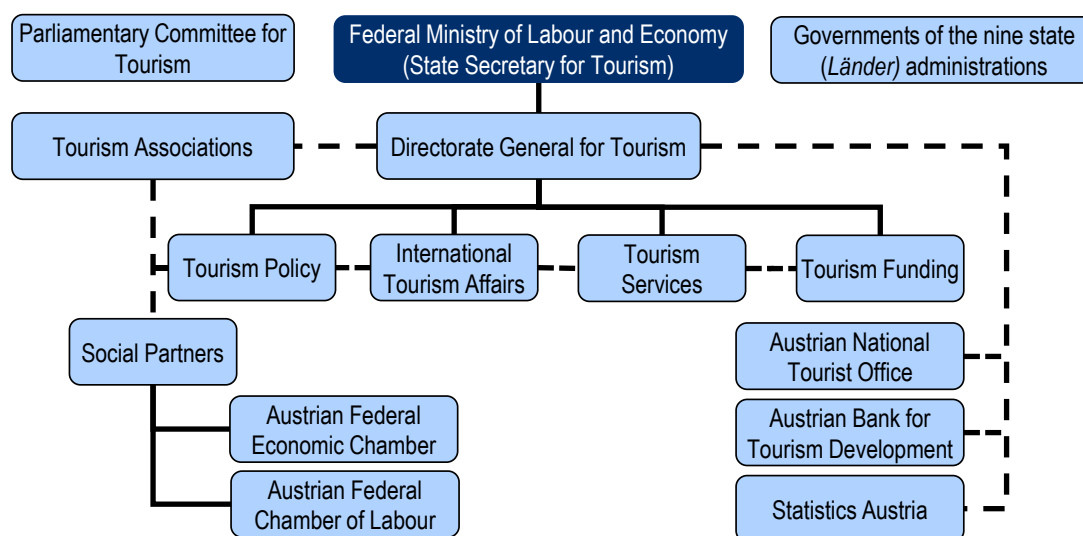 Parliamentary Committee for
Tourism
Federal Ministry of Labour and Economy
(State Secretary for Tourism)
Governments of the nine state
(Länder) administrations
Tourism Associations
Directorate General for Tourism
Tourism Policy
International
Tourism Affairs
Tourism
Services
Tourism Funding
Social Partners
Austrian National
Tourist Office
Austrian Federal
Economic Chamber
Austrian Bank for
Tourism Development
Austrian Federal
Chamber of Labour
Statistics Austria